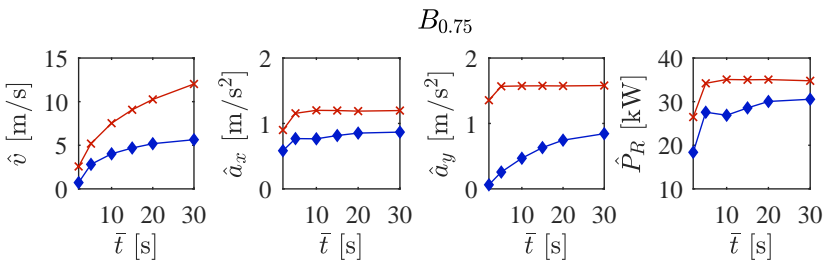 B_{0.75}
15
10
5
0
v̂ [m/s]
10 20 30
t̄ [s]
2
1
0
â_x [m/s²]
10 20 30
t̄ [s]
2
1
0
â_y [m/s²]
10 20 30
t̄ [s]
40
30
20
10
P̂_R [kW]
10 20 30
t̄ [s]